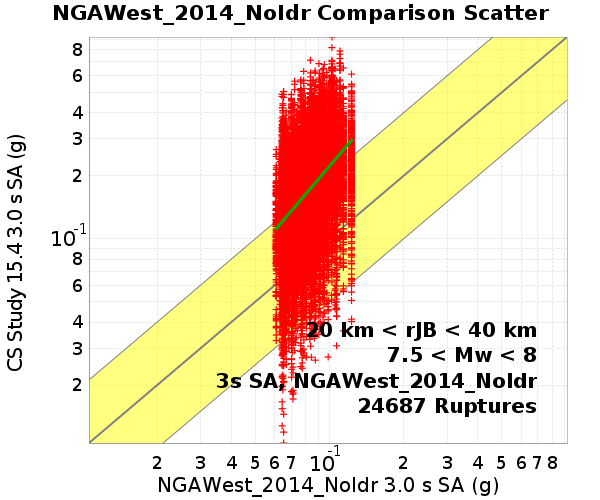 NGAWest_2014_NoIdr Comparison Scatter
8
6
4
3
2
10-1
8
6
4
3
2
CS Study 15.4 3.0 s SA (g)
20 km < rJB < 40 km
7.5 < Mw < 8
3s SA, NGAWest_2014_NoIdr
24687 Ruptures
2 3 4 5 6 7 10-1 2 3 4 5 6 7 8
NGAWest_2014_NoIdr 3.0 s SA (g)